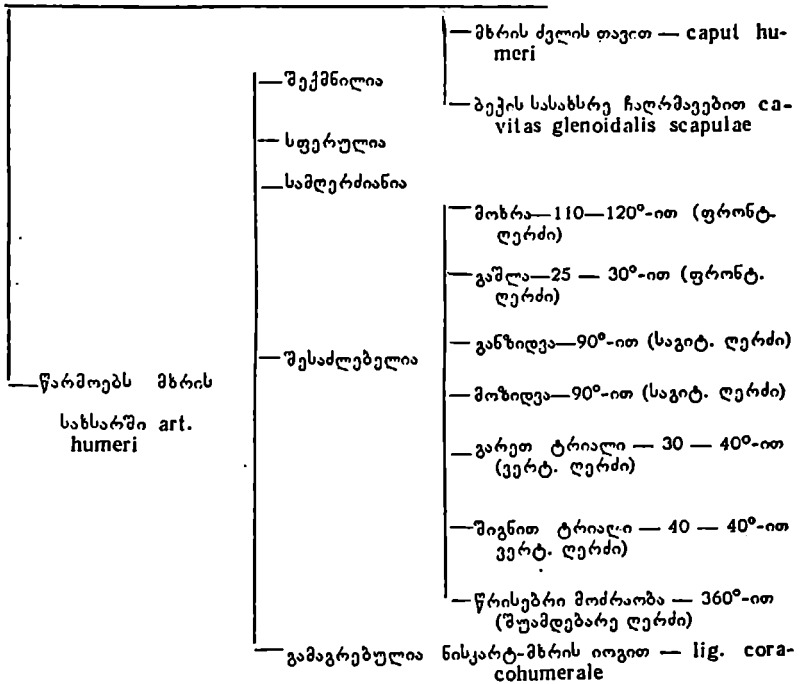 მხრის ძვლის თავით — caput hu-
meri
შექმნილია
ბეჭის სასახსრე ჩაღრმავებით ca-
vitas glenoidalis scapulae
სფერულია
სამღერძიანია
მოხრა—110—120°-ით (ფრონტ.
ღერძი)
გაშლა—25 — 30°-ით (ფრონტ.
ღერძი)
განზიდვა—90°-ით (საგიტ. ღერძი)
შესაძლებელია
წარმოებს მხრის
სახსარში art.
humeri
მოზიდვა—90°-ით (საგიტ. ღერძი)
გარეთ ტრიალი — 30 — 40°-ით
(ვერტ. ღერძი)
შიგნით ტრიალი — 40 — 40°-ით
ვერტ. ღერძი)
წრისებრი მოძრაობა — 360°-ით
(შუამდებარე ღერძი)
გამაგრებულია ნისკარტ-მხრის იოგით — lig. cora-
cohumerale